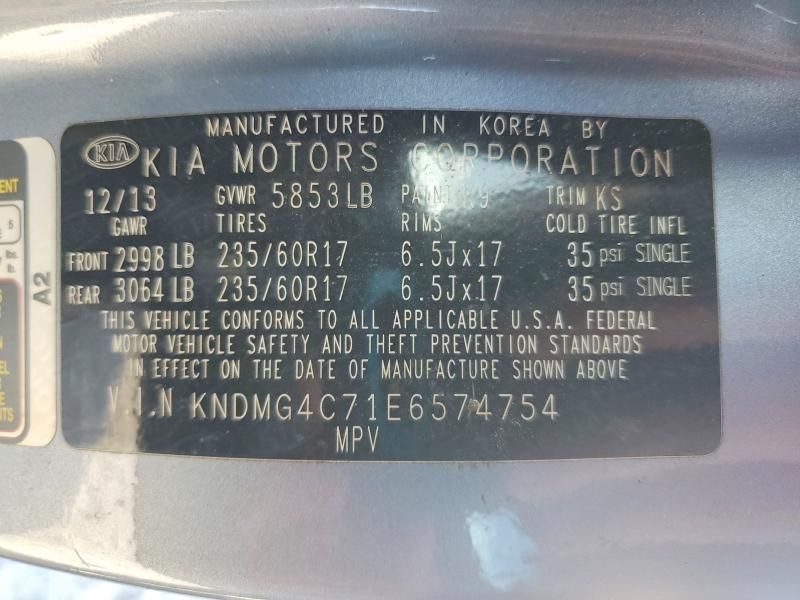 MANUFACTURED IN KOREA BY
KIA KIA MOTORS CORPORATION
12/13 GVWR 5853LB PAINT TRIM KS
GAWR TIRES RIMS COLD TIRE INFL
FRONT 2998 LB 235/60R17 6.5Jx17 35 psi SINGLE
REAR 3064 LB 235/60R17 6.5Jx17 35 psi SINGLE
THIS VEHICLE CONFORMS TO ALL APPLICABLE U.S.A. FEDERAL
MOTOR VEHICLE SAFETY AND THEFT PREVENTION STANDARDS
IN EFFECT ON THE DATE OF MANUFACTURE SHOWN ABOVE
V.I.N KNDMG4C71E6574754
MPV
A2